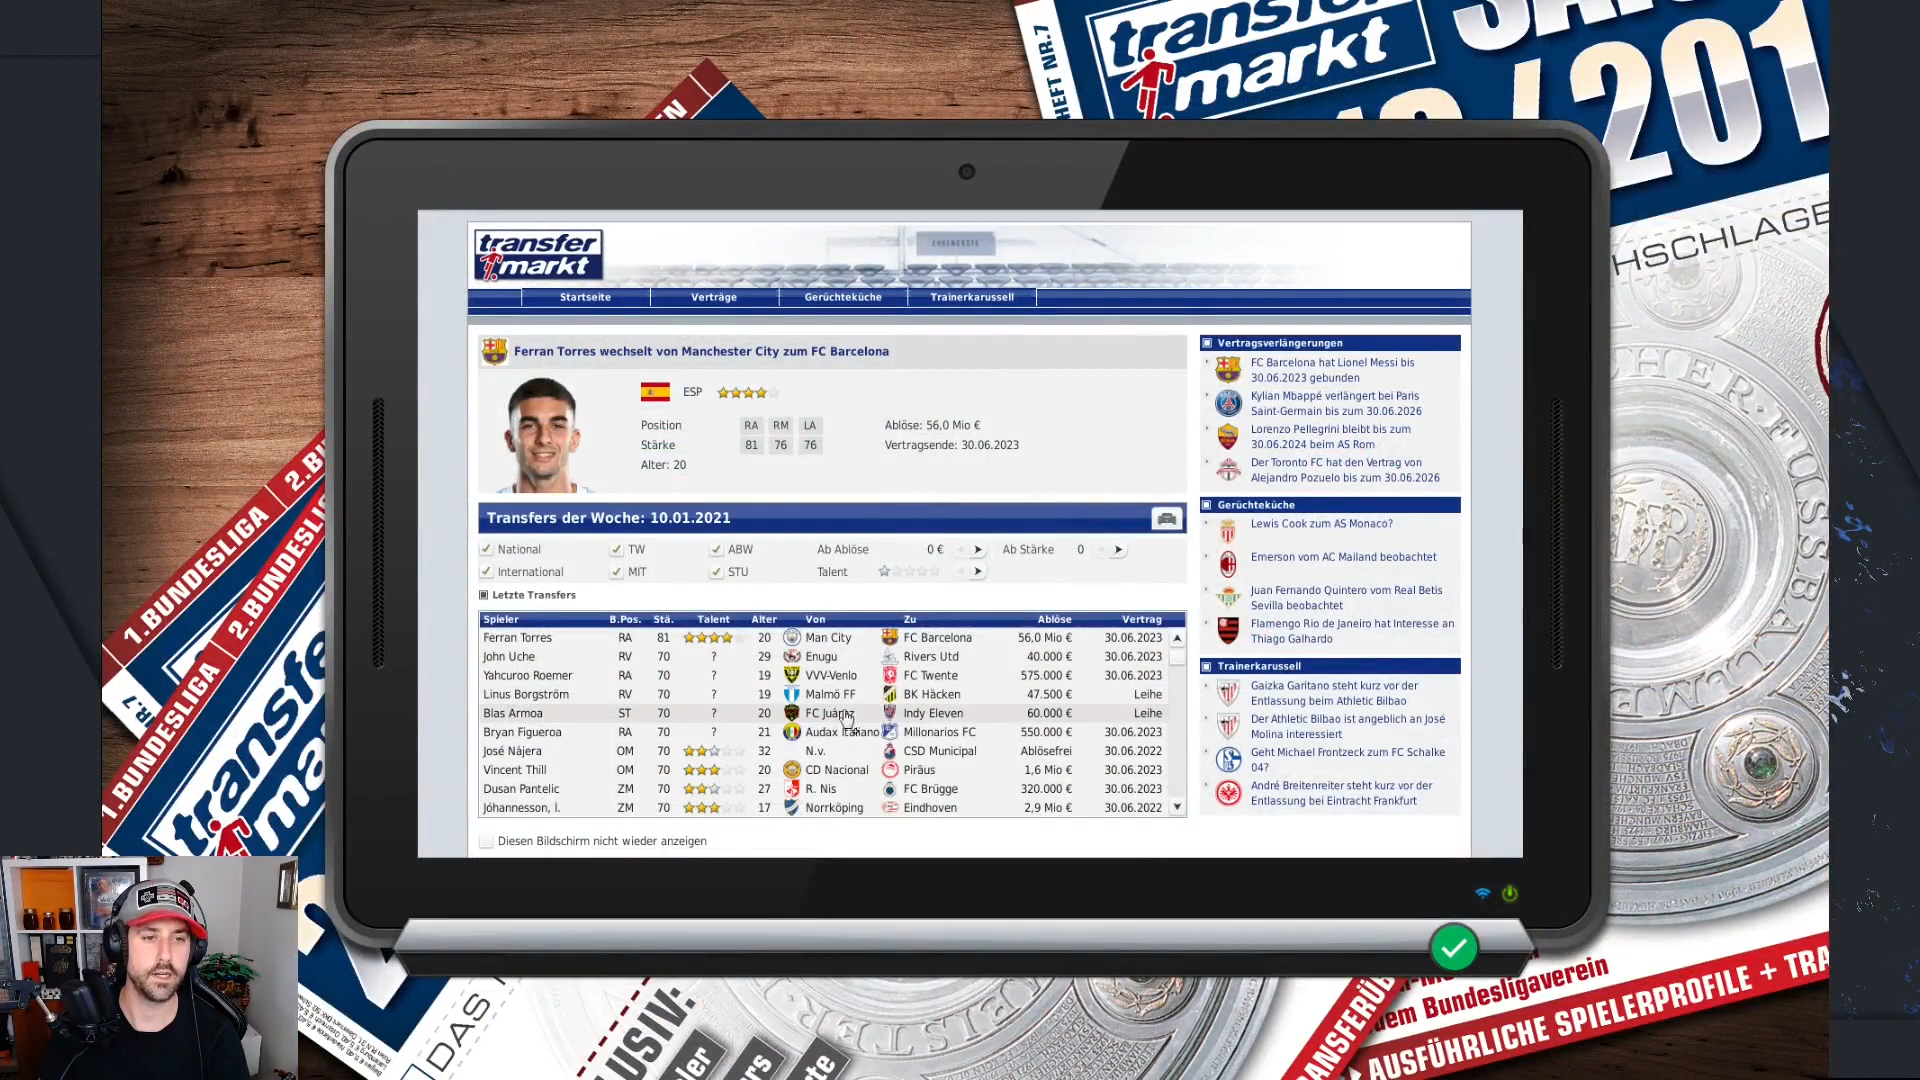 transfer
markt
HEFT NR.7
1.BUNDESLIGA
2.BUNDESLIGA
EHRENGÄSTE
transfer
markt
Startseite
Verträge
Gerüchteküche
Trainerkarussell
Ferran Torres wechselt von Manchester City zum FC Barcelona
ESP
Position RA RM LA
Stärke 81 76 76
Alter: 20
Ablöse: 56,0 Mio €
Vertragsende: 30.06.2023
Transfers der Woche: 10.01.2021
National TW ABW Ab Ablöse 0 € Ab Stärke 0
International MIT STU Talent
Letzte Transfers
Spieler B.Pos. Stä. Talent Alter Von Zu Ablöse Vertrag
Ferran Torres RA 81 20 Man City FC Barcelona 56,0 Mio € 30.06.2023
John Uche RV 70 ? 29 Enugu Rivers Utd 40.000 € 30.06.2023
Yahcuroo Roemer RA 70 ? 19 VVV-Venlo FC Twente 575.000 € 30.06.2023
Linus Borgström RV 70 ? 19 Malmö FF BK Häcken 47.500 € Leihe
Blas Armoa ST 70 ? 20 FC Juárez Indy Eleven 60.000 € Leihe
Bryan Figueroa RA 70 ? 21 Audax Italiano Millonarios FC 550.000 € 30.06.2023
José Nájera OM 70 32 N.v. CSD Municipal Ablösefrei 30.06.2022
Vincent Thill OM 70 20 CD Nacional Piräus 1,6 Mio € 30.06.2023
Dusan Pantelic ZM 70 27 R. Nis FC Brügge 320.000 € 30.06.2023
Jóhannesson, Í. ZM 70 17 Norrköping Eindhoven 2,9 Mio € 30.06.2022
Diesen Bildschirm nicht wieder anzeigen
Vertragsverlängerungen
FC Barcelona hat Lionel Messi bis
30.06.2023 gebunden
Kylian Mbappé verlängert bei Paris
Saint-Germain bis zum 30.06.2026
Lorenzo Pellegrini bleibt bis zum
30.06.2024 beim AS Rom
Der Toronto FC hat den Vertrag von
Alejandro Pozuelo bis zum 30.06.2026
Gerüchteküche
Lewis Cook zum AS Monaco?
Emerson vom AC Mailand beobachtet
Juan Fernando Quintero vom Real Betis
Sevilla beobachtet
Flamengo Rio de Janeiro hat Interesse an
Thiago Galhardo
Trainerkarussell
Gaizka Garitano steht kurz vor der
Entlassung beim Athletic Bilbao
Der Athletic Bilbao ist angeblich an José
Molina interessiert
Geht Michael Frontzeck zum FC Schalke
04?
André Breitenreiter steht kurz vor der
Entlassung bei Eintracht Frankfurt
1.BUNDESLIGA
transfer
DAS
dem Bundesligaverein
AUSFÜHRLICHE SPIELERPROFILE + TRA